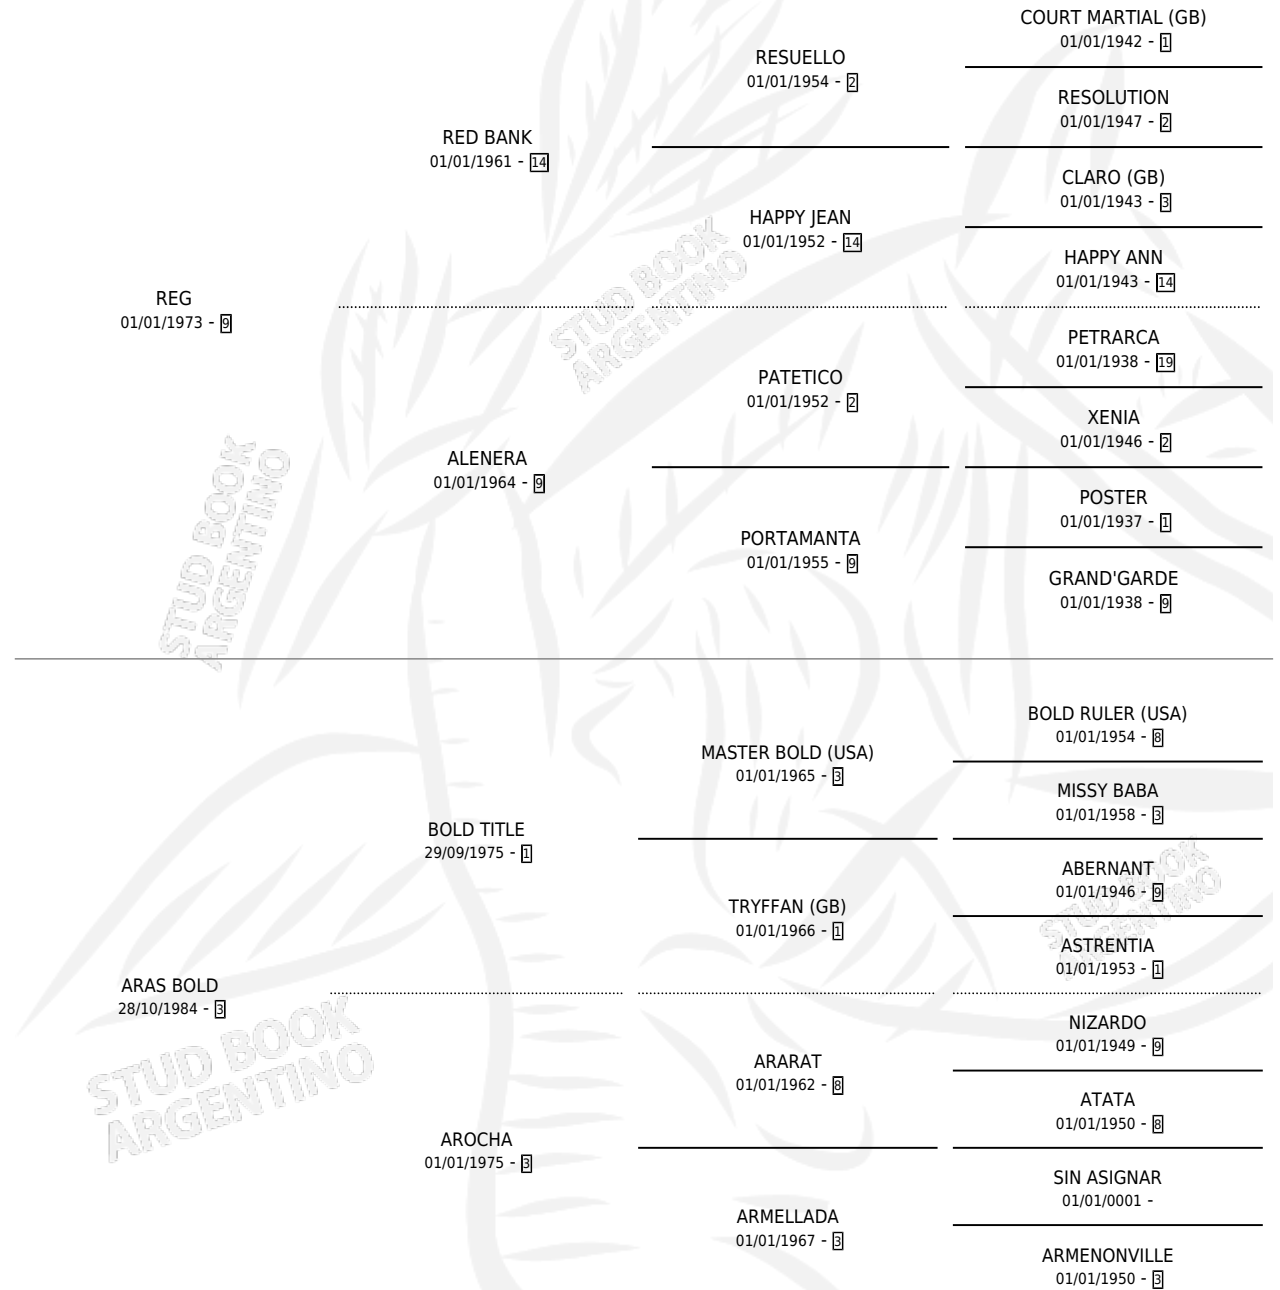 COURT MARTIAL (GB)
01/01/1942 - 1
RESUELLO
01/01/1954 - 2
RESOLUTION
01/01/1947 - 2
RED BANK
01/01/1961 - 14
CLARO (GB)
01/01/1943 - 3
HAPPY JEAN
01/01/1952 - 14
HAPPY ANN
01/01/1943 - 14
REG
01/01/1973 - 9
PETRARCA
01/01/1938 - 19
PATETICO
01/01/1952 - 2
XENIA
01/01/1946 - 2
ALENERA
01/01/1964 - 9
POSTER
01/01/1937 - 1
PORTAMANTA
01/01/1955 - 9
GRAND'GARDE
01/01/1938 - 9
BOLD RULER (USA)
01/01/1954 - 8
MASTER BOLD (USA)
01/01/1965 - 3
MISSY BABA
01/01/1958 - 3
BOLD TITLE
29/09/1975 - 1
ABERNANT
01/01/1946 - 9
TRYFFAN (GB)
01/01/1966 - 1
ASTRENTIA
01/01/1953 - 1
ARAS BOLD
28/10/1984 - 3
NIZARDO
01/01/1949 - 9
ARARAT
01/01/1962 - 8
ATATA
01/01/1950 - 8
AROCHA
01/01/1975 - 3
SIN ASIGNAR
01/01/0001 -
ARMELLADA
01/01/1967 - 3
ARMENONVILLE
01/01/1950 - 3
STUD BOOK
ARGENTINO
STUD BOOK
ARGENTINO
STUD BOOK
ARGENTINO
STUD BOOK
ARGENTINO